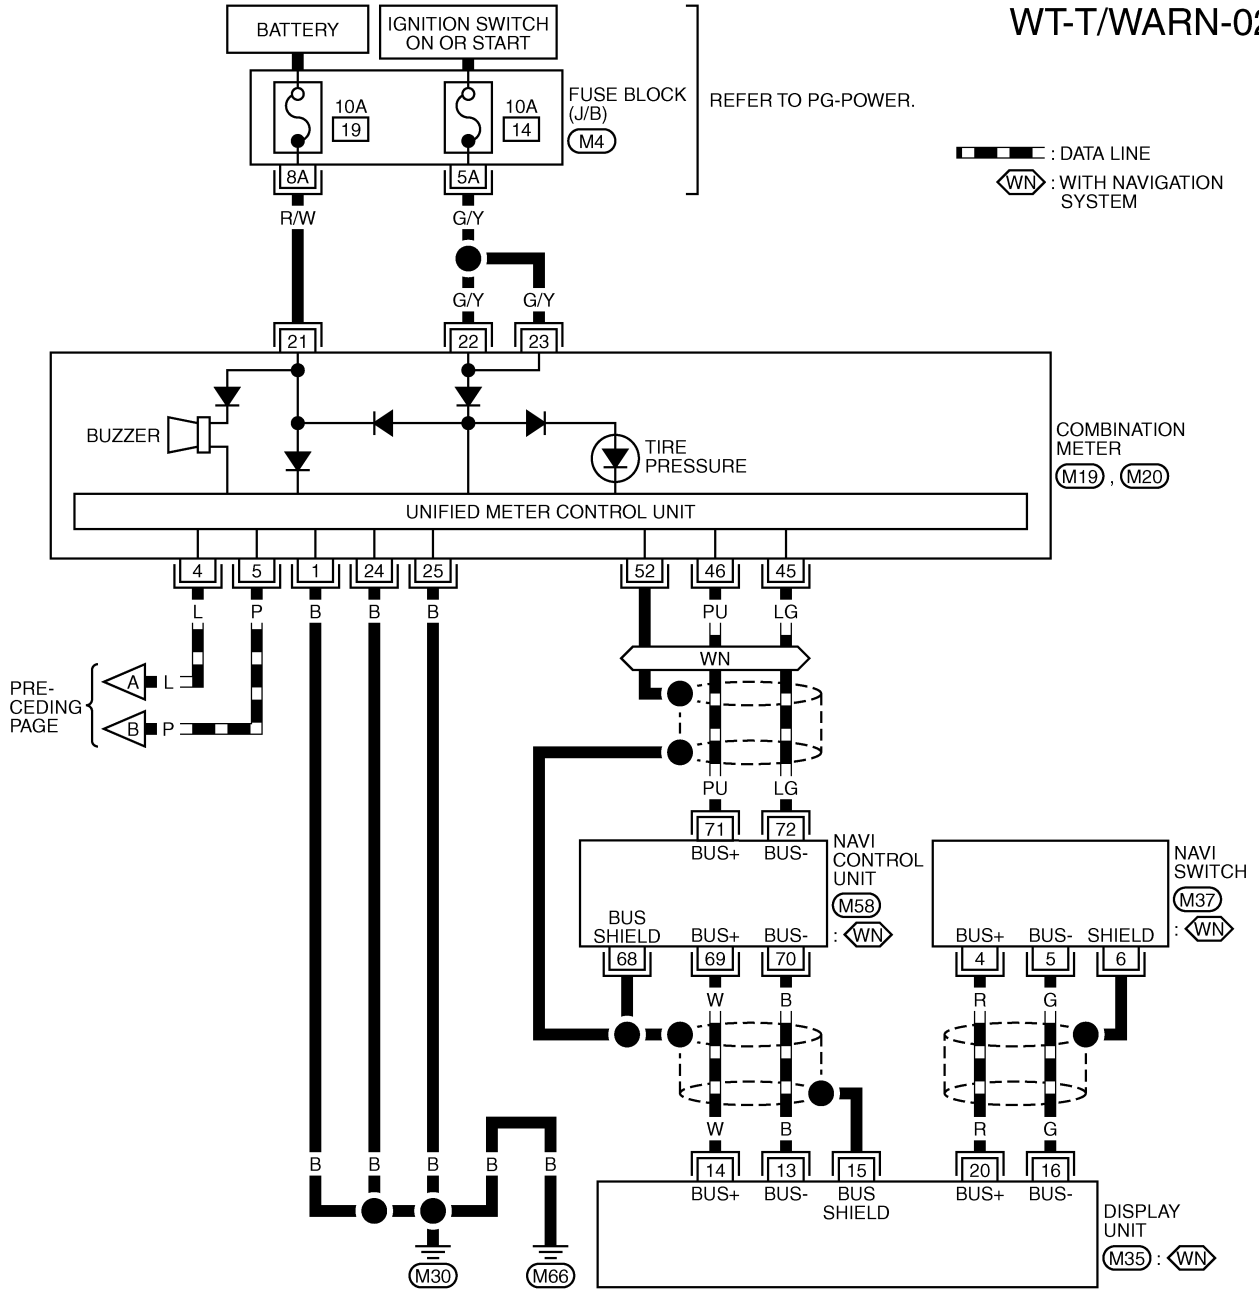 WT-T/WARN-02
BATTERY
IGNITION SWITCH
ON OR START
10A
19
10A
14
FUSE BLOCK
(J/B)
M4
REFER TO PG-POWER.
: DATA LINE
WN : WITH NAVIGATION
SYSTEM
8A
5A
R/W
G/Y
G/Y
G/Y
21
22
23
BUZZER
TIRE
PRESSURE
COMBINATION
METER
M19 , M20
UNIFIED METER CONTROL UNIT
4
5
1
24
25
52
46
45
L
P
B
B
B
PU
LG
WN
PRE-
CEDING
PAGE
A
L
B
P
PU
LG
71
72
BUS+
BUS-
NAVI
CONTROL
UNIT
M58
: WN
BUS
SHIELD
BUS+
BUS-
68
69
70
NAVI
SWITCH
M37
: WN
BUS+
BUS-
SHIELD
4
5
6
W
B
R
G
W
B
R
G
B
B
B
B
B
14
13
15
20
16
BUS+
BUS-
BUS
SHIELD
BUS+
BUS-
DISPLAY
UNIT
M35 : WN
M30
M66